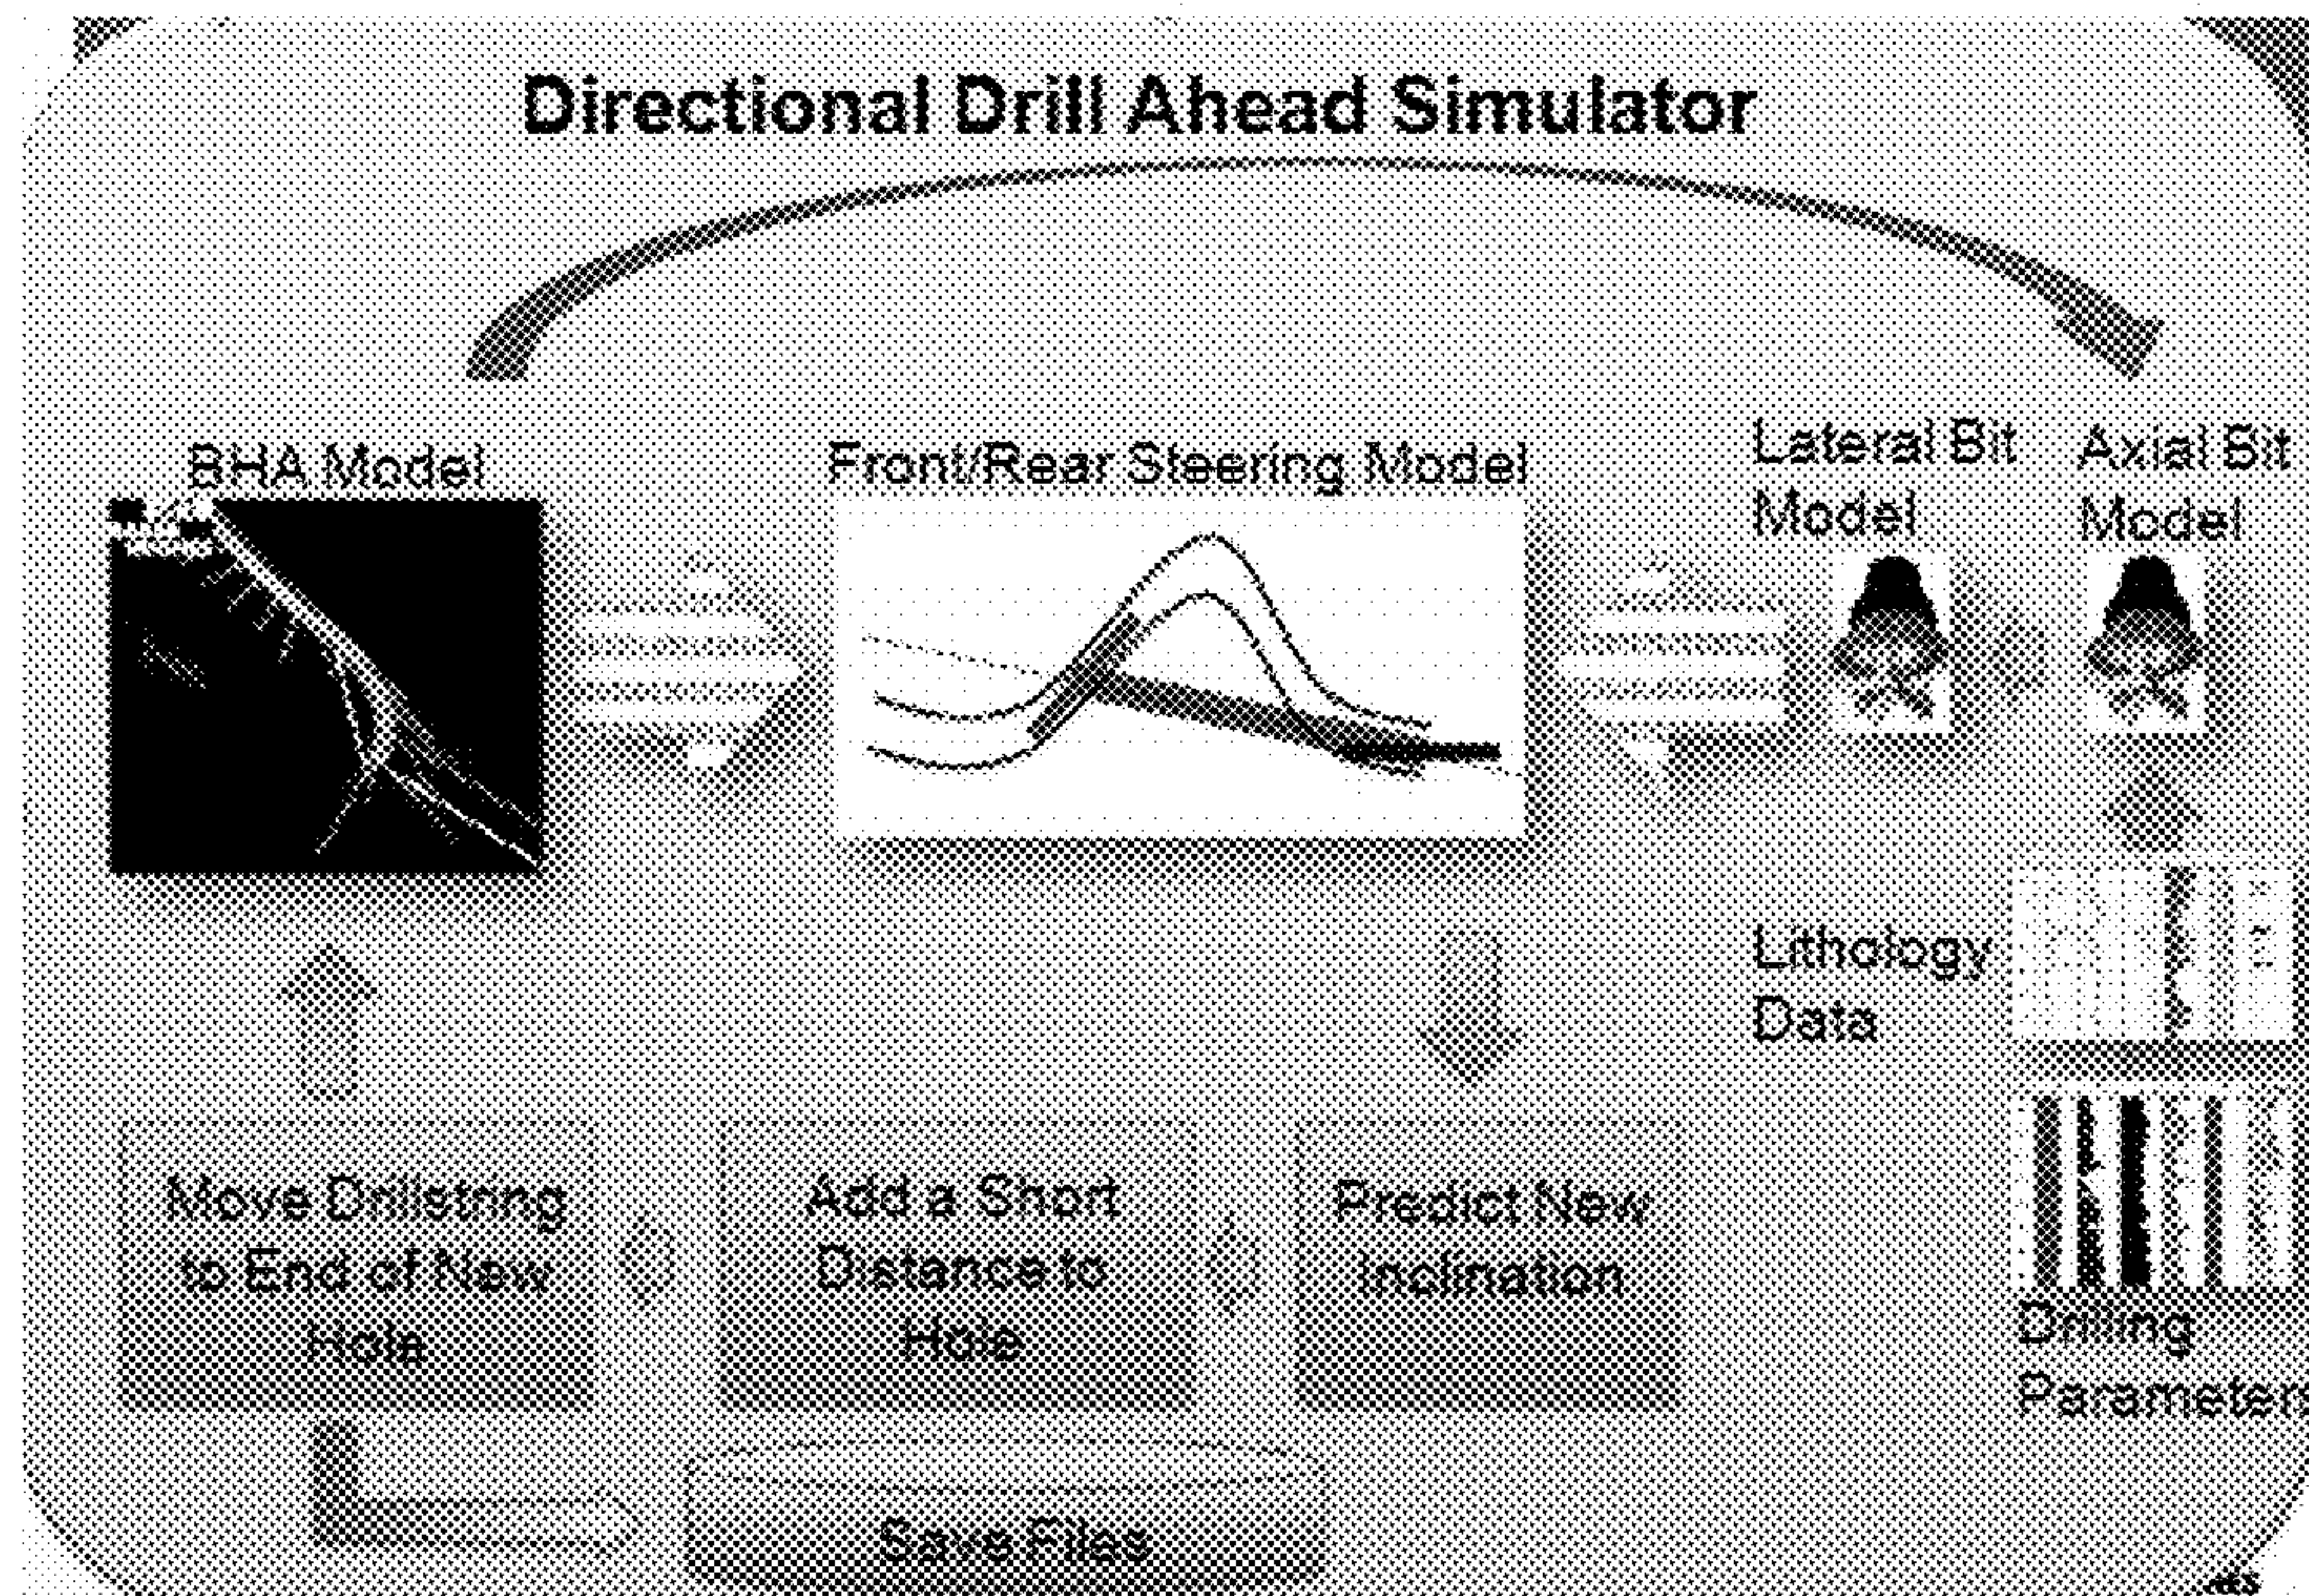 Directional Drill Ahead Simulator
BHA Model
Front/Rear Steering Model
Lateral Bit
Model
Axial Bit
Model
Lithology
Data
Move Drillstring
to End of New
Hole
Add a Short
Distance to
Hole
Predict New
Inclination
Drilling
Parameters
Save Files